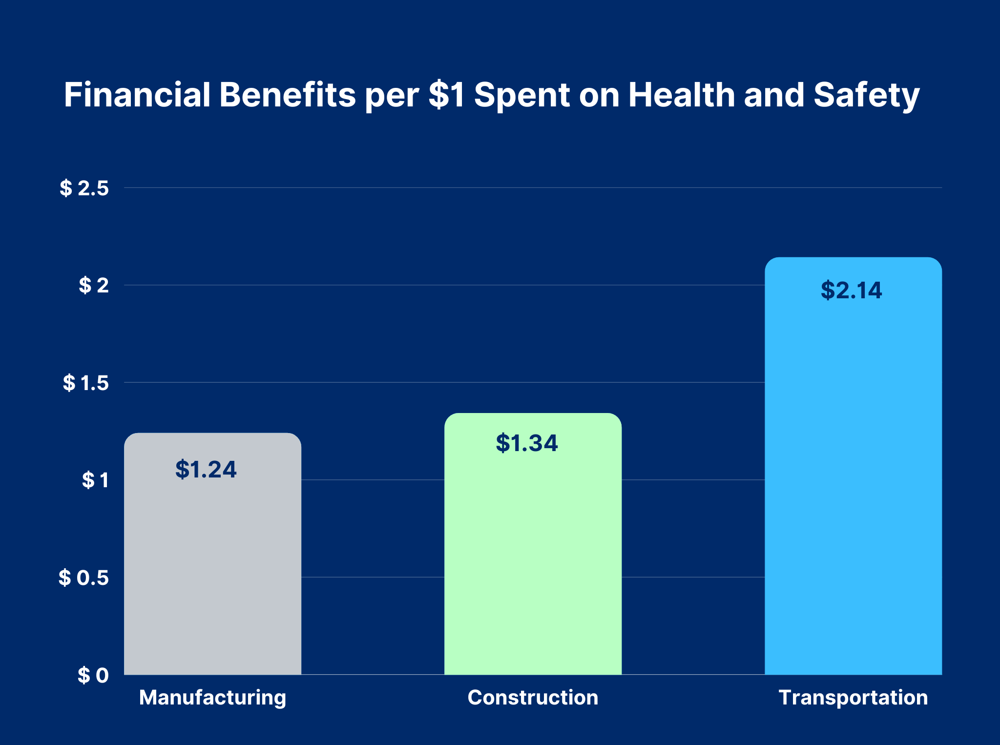 Financial Benefits per $1 Spent on Health and Safety
$ 2.5
$ 2
$2.14
$ 1.5
$1.34
$1.24
$ 1
$ 0.5
$ 0
Manufacturing
Construction
Transportation